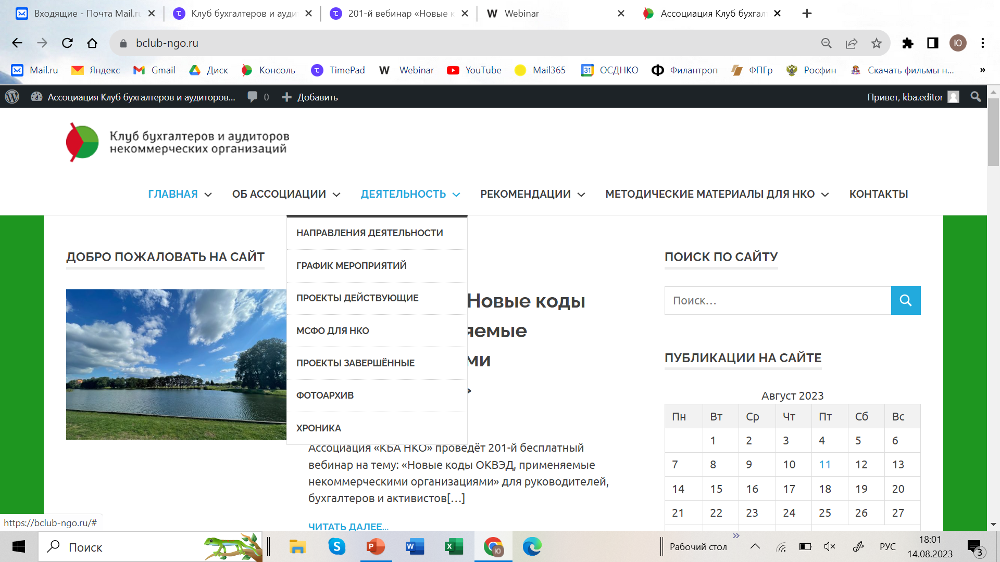 Входящие - Почта Mail.ru
Клуб бухгалтеров и ауди
201-й вебинар «Новые к
Webinar
Ассоциация Клуб бухгал
bclub-ngo.ru
Ю
Mail.ru
Яндекс
Gmail
Диск
Консоль
TimePad
Webinar
YouTube
Mail365
31
ОСДНКО
Филантроп
ФПГр
Росфин
Скачать фильмы н...
»
Ассоциация Клуб бухгалтеров и аудиторов...
0
Добавить
Привет, kba.editor
Клуб бухгалтеров и аудиторов
некоммерческих организаций
ГЛАВНАЯ
ОБ АССОЦИАЦИИ
ДЕЯТЕЛЬНОСТЬ
РЕКОМЕНДАЦИИ
МЕТОДИЧЕСКИЕ МАТЕРИАЛЫ ДЛЯ НКО
КОНТАКТЫ
НАПРАВЛЕНИЯ ДЕЯТЕЛЬНОСТИ
ГРАФИК МЕРОПРИЯТИЙ
ПРОЕКТЫ ДЕЙСТВУЮЩИЕ
МСФО ДЛЯ НКО
ПРОЕКТЫ ЗАВЕРШЁННЫЕ
ФОТОАРХИВ
ХРОНИКА
ДОБРО ПОЖАЛОВАТЬ НА САЙТ
Новые коды
яемые
ми
»
Ассоциация «КБА НКО» проведёт 201-й бесплатный
вебинар на тему: «Новые коды ОКВЭД, применяемые
некоммерческими организациями» для руководителей,
бухгалтеров и активистов[…]
ЧИТАТЬ ДАЛЕЕ...
ПОИСК ПО САЙТУ
Поиск…
ПУБЛИКАЦИИ НА САЙТЕ
Август 2023
Пн Вт Ср Чт Пт Сб Вс
1 2 3 4 5 6
7 8 9 10 11 12 13
14 15 16 17 18 19 20
21 22 23 24 25 26 27
https://bclub-ngo.ru/#
Поиск
Рабочий стол
»
РУС
18:01
14.08.2023
3